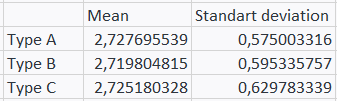 Mean Standart deviation
Type A 2,727695539 0,575003316
Type B 2,719804815 0,595335757
Type C 2,725180328 0,629783339